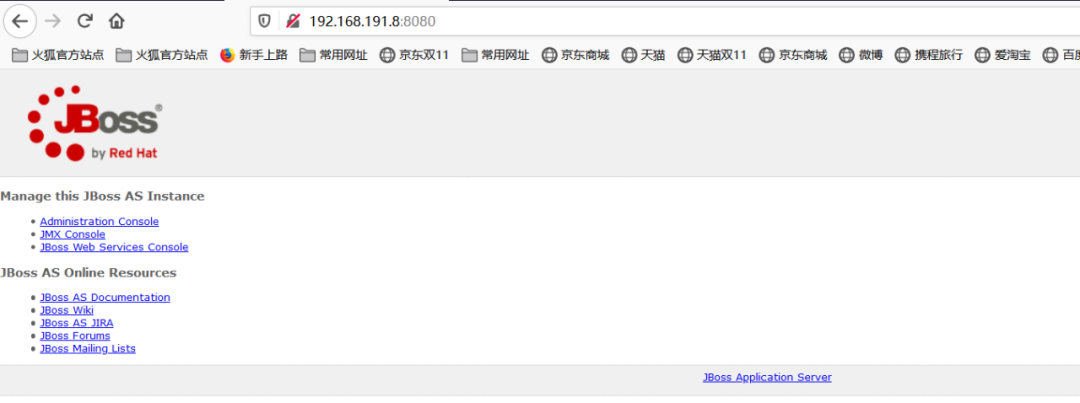 192.168.191.8:8080
火狐官方站点 火狐官方站点 新手上路 常用网址 京东双11 常用网址 京东商城 天猫 天猫双11 京东商城 微博 携程旅行 爱淘宝
JBoss®
by Red Hat
Manage this JBoss AS Instance
Administration Console
JMX Console
JBoss Web Services Console
JBoss AS Online Resources
JBoss AS Documentation
JBoss Wiki
JBoss AS JIRA
JBoss Forums
JBoss Mailing Lists
JBoss Application Server